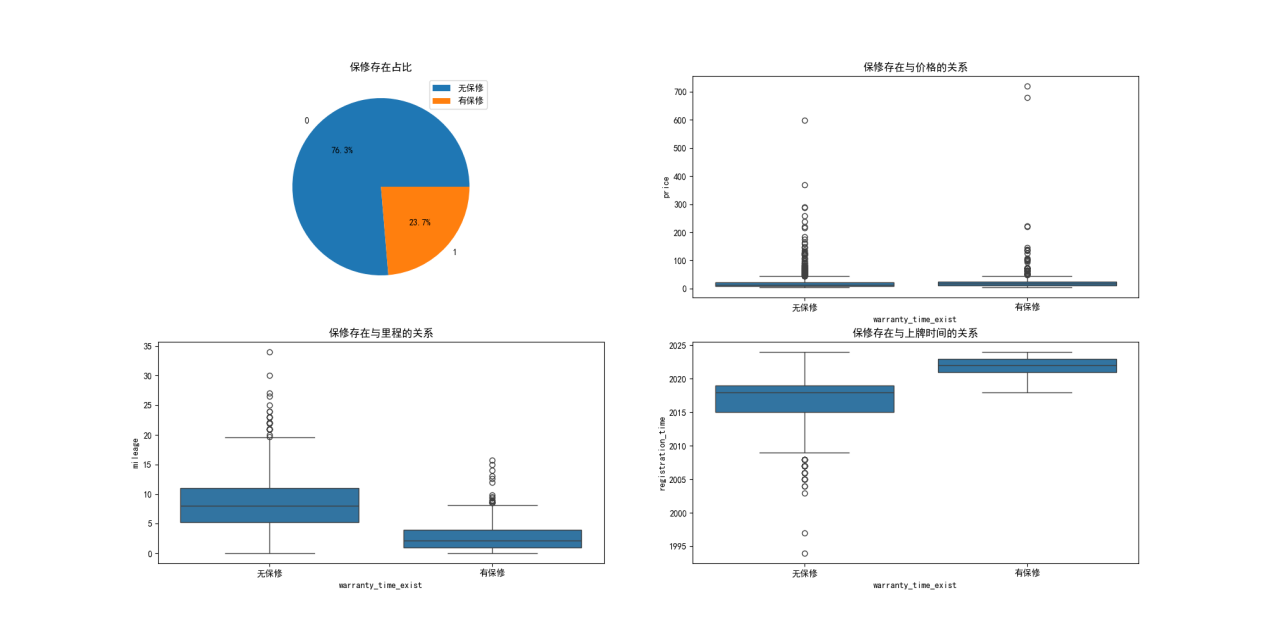 保修存在占比
无保修
有保修
0
76.3%
23.7%
1
保修存在与价格的关系
700
600
500
400
300
200
100
0
price
无保修
有保修
warranty_time_exist
保修存在与里程的关系
35
30
25
20
15
10
5
0
mileage
无保修
有保修
warranty_time_exist
保修存在与上牌时间的关系
2025
2020
2015
2010
2005
2000
1995
registration_time
无保修
有保修
warranty_time_exist